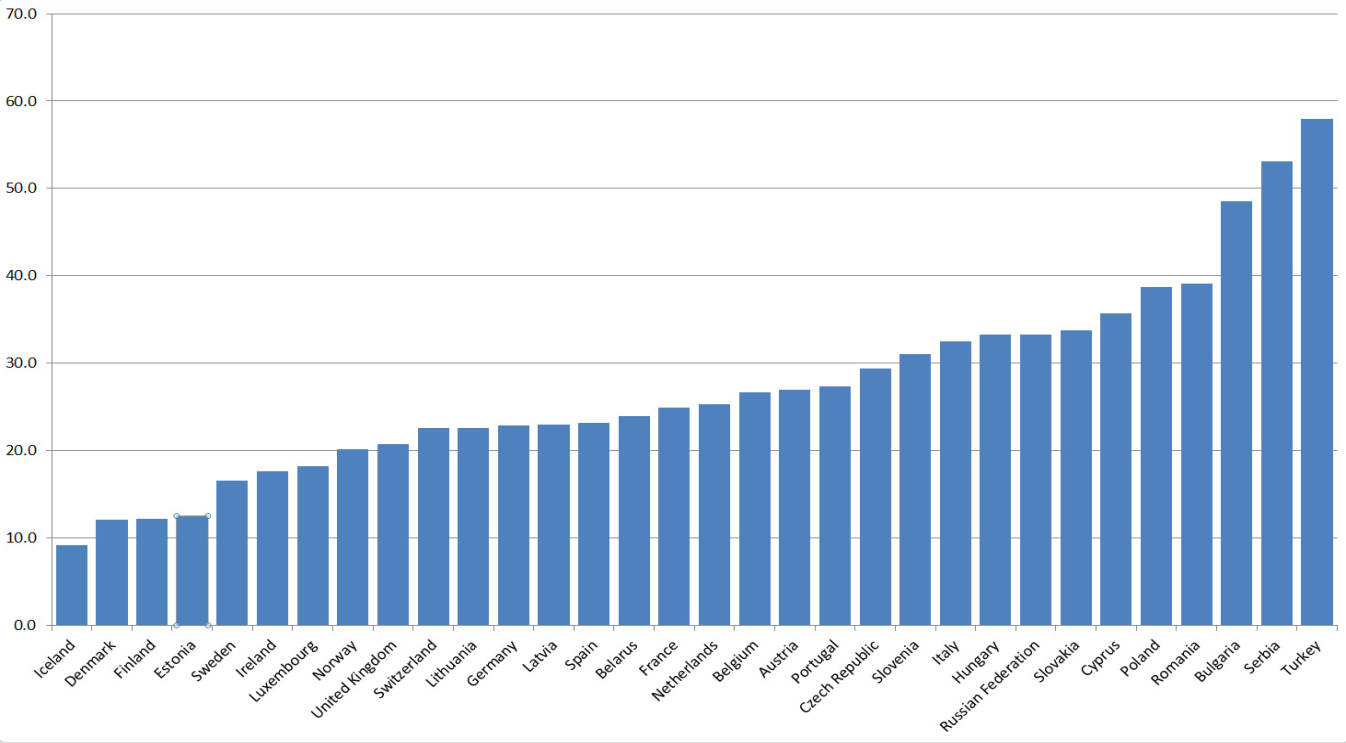 70.0
60.0
50.0
40.0
30.0
20.0
10.0
0.0
Iceland
Denmark
Finland
Estonia
Sweden
Ireland
Luxembourg
Norway
United Kingdom
Switzerland
Lithuania
Germany
Latvia
Spain
Belarus
France
Netherlands
Belgium
Austria
Portugal
Czech Republic
Slovenia
Italy
Hungary
Russian Federation
Slovakia
Cyprus
Poland
Romania
Bulgaria
Serbia
Turkey